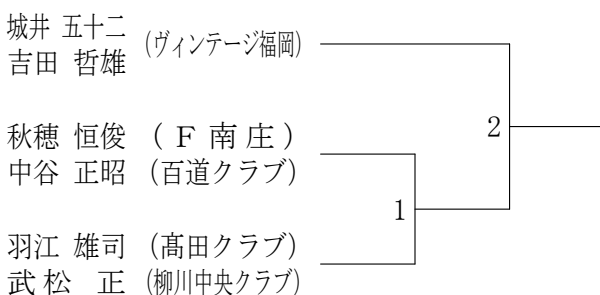 城井 五十二 (ヴィンテージ福岡)
吉田 哲雄
2
秋穂 恒俊 (F南庄)
中谷 正昭 (百道クラブ)
1
羽江 雄司 (髙田クラブ)
武松 正 (柳川中央クラブ)